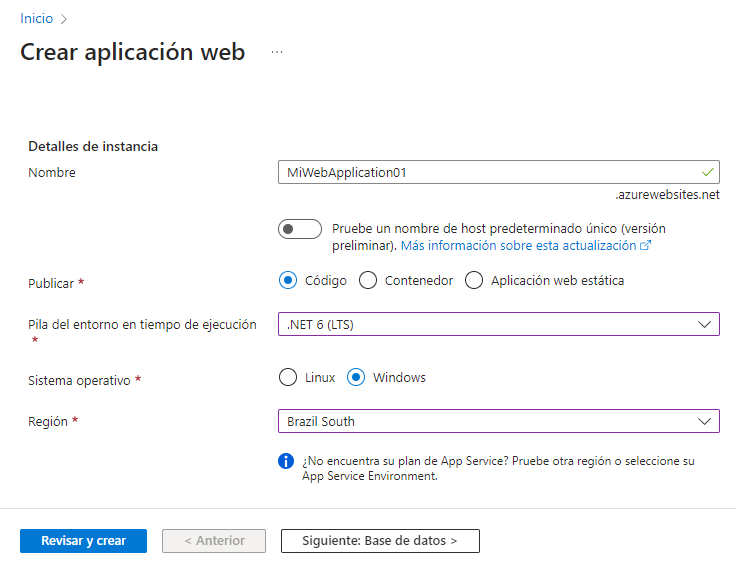 Inicio >
Crear aplicación web ...
Detalles de instancia
Nombre
MiWebApplication01
.azurewebsites.net
Pruebe un nombre de host predeterminado único (versión
preliminar). Más información sobre esta actualización
Publicar *
Código Contenedor Aplicación web estática
Pila del entorno en tiempo de ejecución
*
.NET 6 (LTS)
Sistema operativo *
Linux Windows
Región *
Brazil South
¿No encuentra su plan de App Service? Pruebe otra región o seleccione su
App Service Environment.
Revisar y crear
< Anterior
Siguiente: Base de datos >